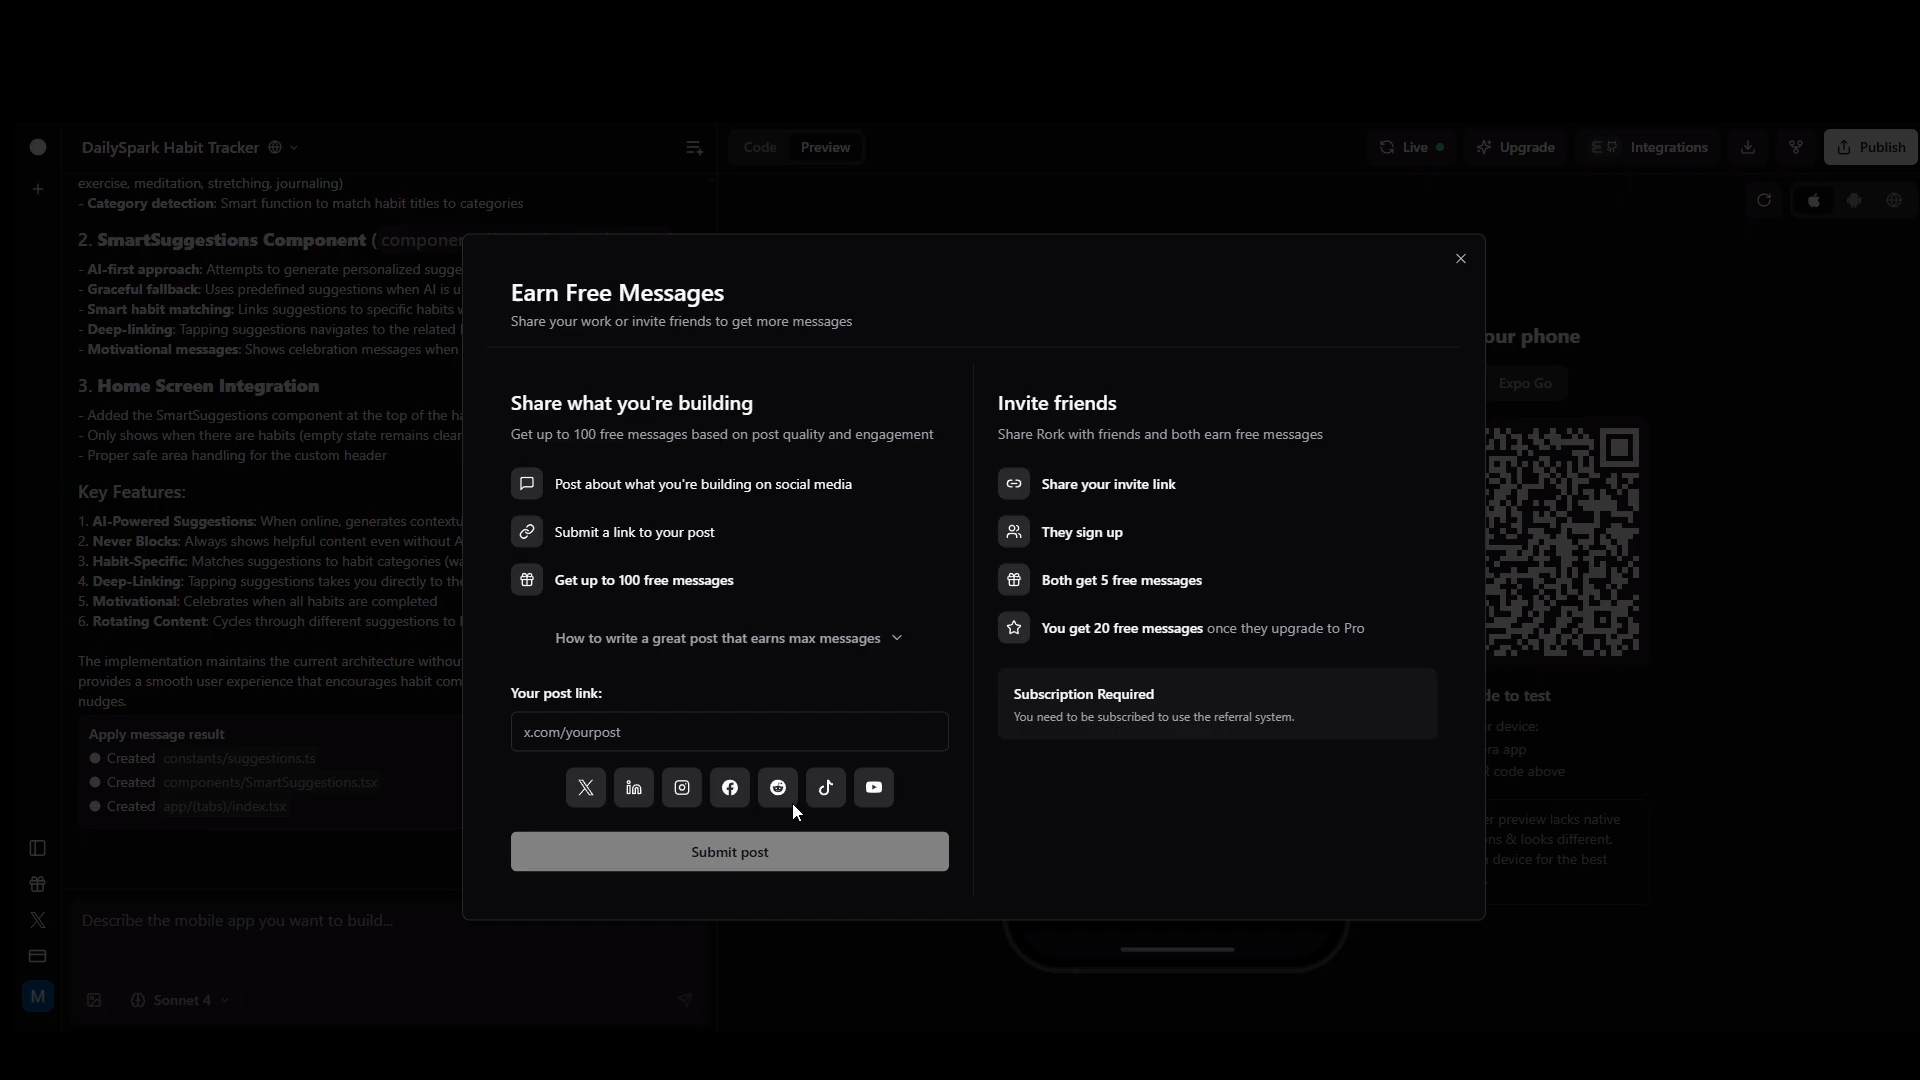 DailySpark Habit Tracker
Code
Preview
Live
Upgrade
Integrations
Publish
exercise, meditation, stretching, journaling)
- Category detection: Smart function to match habit titles to categories
2. SmartSuggestions Component (
- AI-first approach: Attempts to generate personalized
- Graceful fallback: Uses predefined suggestions when AI is
- Smart habit matching: Links suggestions to specific habits
- Deep-linking: Tapping suggestions navigates to the related
- Motivational messages: Shows celebration messages when
3. Home Screen Integration
- Added the SmartSuggestions component at the top of the
- Only shows when there are habits (empty state remains
- Proper safe area handling for the custom header
Key Features:
1. AI-Powered Suggestions: When online, generates
2. Never Blocks: Always shows helpful content even without
3. Habit-Specific: Matches suggestions to habit categories
4. Deep-Linking: Tapping suggestions takes you directly to
5. Motivational: Celebrates when all habits are completed
6. Rotating Content: Cycles through different suggestions to
The implementation maintains the current architecture
provides a smooth user experience that encourages habit
nudges.
Apply message result
Created constants/suggestions.ts
Created components/SmartSuggestions.tsx
Created app/(tabs)/index.tsx
Describe the mobile app you want to build...
Sonnet 4
M
Earn Free Messages
Share your work or invite friends to get more messages
Share what you're building
Get up to 100 free messages based on post quality and engagement
Post about what you're building on social media
Submit a link to your post
Get up to 100 free messages
How to write a great post that earns max messages
Your post link:
x.com/yourpost
Submit post
Invite friends
Share Rork with friends and both earn free messages
Share your invite link
They sign up
Both get 5 free messages
You get 20 free messages once they upgrade to Pro
Subscription Required
You need to be subscribed to use the referral system.
phone
Expo Go
to test
device:
app
code above
preview lacks native
& looks different.
device for the best